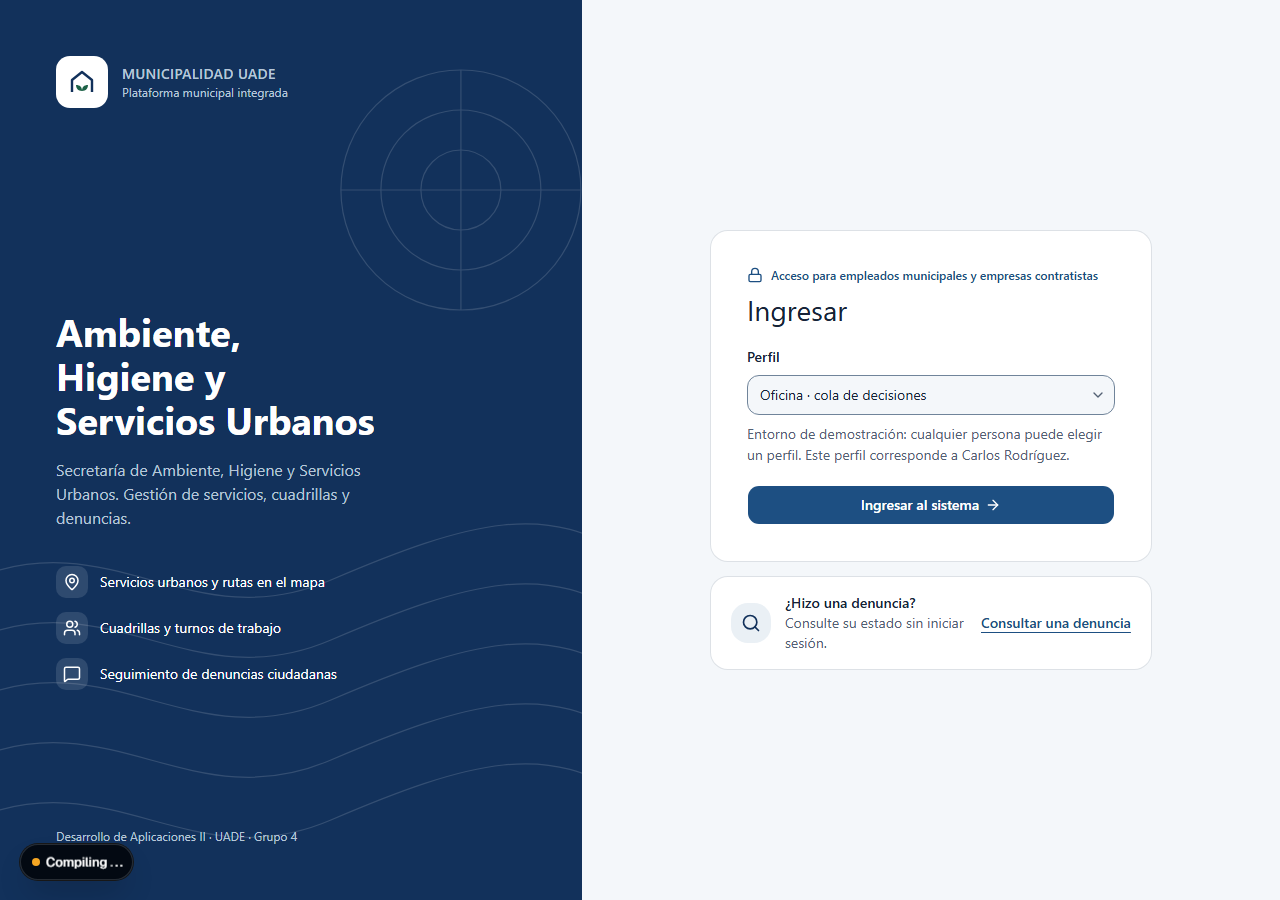 MUNICIPALIDAD UADE
Plataforma municipal integrada
Ambiente,
Higiene y
Servicios Urbanos
Secretaría de Ambiente, Higiene y Servicios
Urbanos. Gestión de servicios, cuadrillas y
denuncias.
Servicios urbanos y rutas en el mapa
Cuadrillas y turnos de trabajo
Seguimiento de denuncias ciudadanas
Desarrollo de Aplicaciones II · UADE · Grupo 4
Compiling ...
Acceso para empleados municipales y empresas contratistas
Ingresar
Perfil
Oficina · cola de decisiones
Entorno de demostración: cualquier persona puede elegir
un perfil. Este perfil corresponde a Carlos Rodríguez.
Ingresar al sistema →
¿Hizo una denuncia?
Consulte su estado sin iniciar
sesión.
Consultar una denuncia